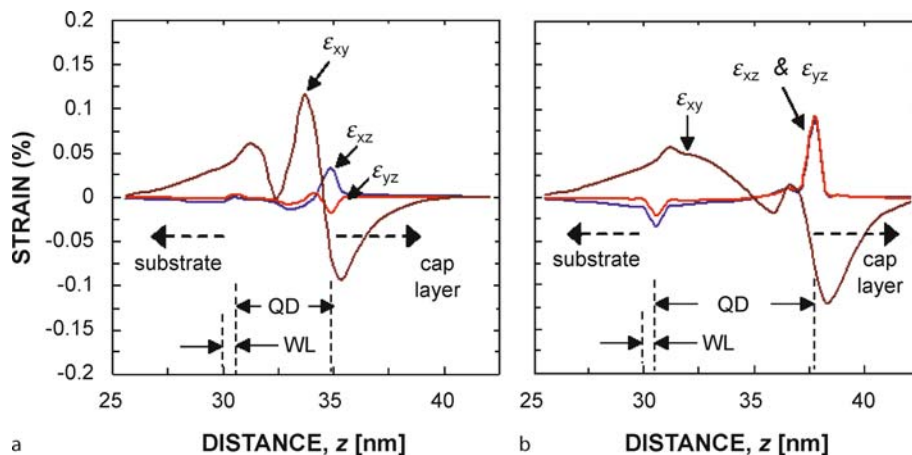 a
0.2
0.15
0.1
0.05
0
-0.05
-0.1
-0.15
-0.2
STRAIN (%)
εxy
εxz
εyz
substrate
cap
layer
QD
WL
25
30
35
40
DISTANCE, z [nm]
a
b
εxz & εyz
εxy
substrate
cap
layer
QD
WL
25
30
35
40
DISTANCE, z [nm]
b